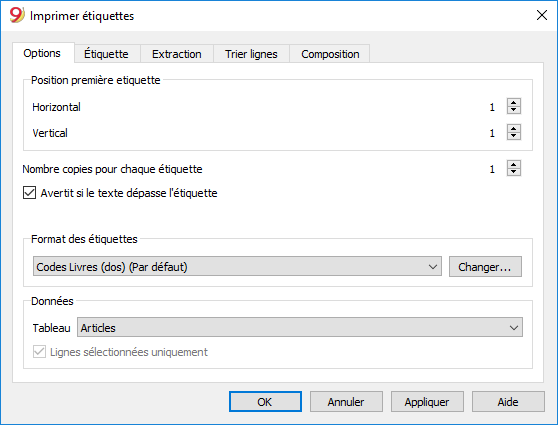 9 Imprimer étiquettes
Options Étiquette Extraction Trier lignes Composition
Position première etiquette
Horizontal 1
Vertical 1
Nombre copies pour chaque étiquette 1
Avertit si le texte dépasse l'étiquette
Format des étiquettes
Codes Livres (dos) (Par défaut) Changer...
Données
Tableau Articles
Lignes sélectionnées uniquement
OK Annuler Appliquer Aide